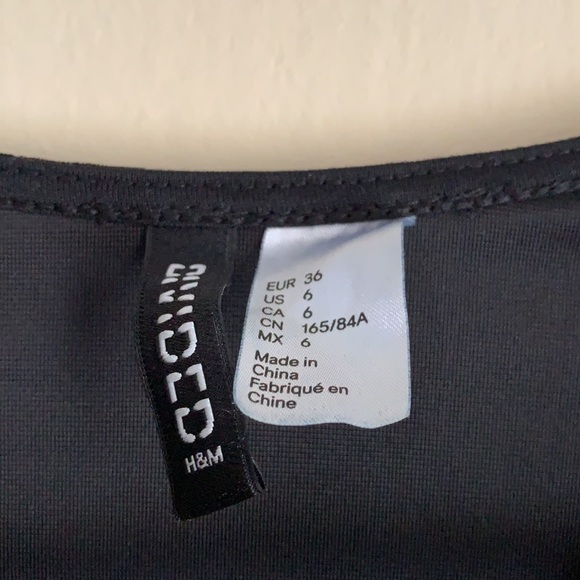 DIVIDED
H&M
EUR 36
US 6
CA 6
CN 165/84A
MX 6
Made in
China
Fabriqué en
Chine